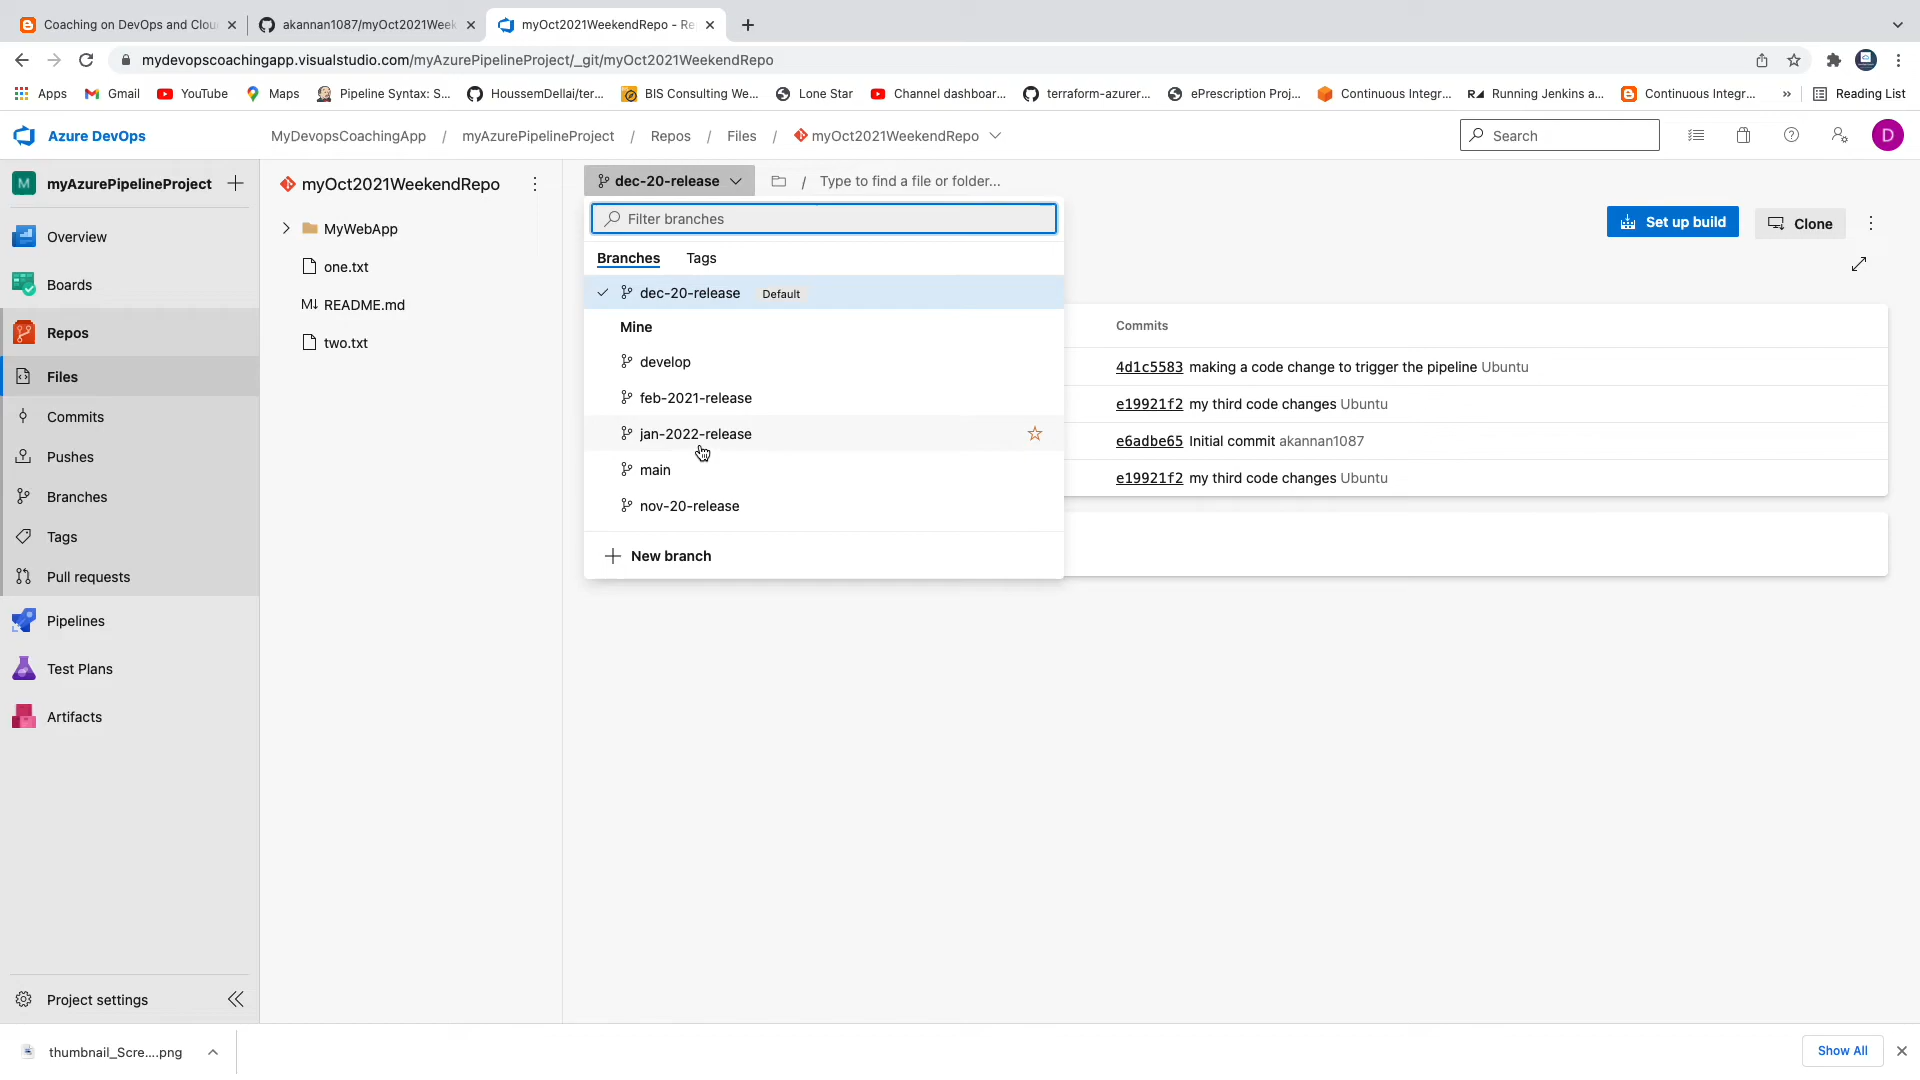 Coaching on DevOps and Clou
akannan1087/myOct2021Week
myOct2021WeekendRepo - Re
mydevopscoachingapp.visualstudio.com/myAzurePipelineProject/_git/myOct2021WeekendRepo
Apps
Gmail
YouTube
Maps
Pipeline Syntax: S...
HoussemDellai/ter...
BIS Consulting We...
Lone Star
Channel dashboar...
terraform-azurer...
ePrescription Proj...
Continuous Integr...
Running Jenkins a...
Continuous Integr...
»
Reading List
Azure DevOps
MyDevopsCoachingApp / myAzurePipelineProject / Repos / Files / myOct2021WeekendRepo
Search
D
M myAzurePipelineProject
Overview
Boards
Repos
Files
Commits
Pushes
Branches
Tags
Pull requests
Pipelines
Test Plans
Artifacts
Project settings
myOct2021WeekendRepo
MyWebApp
one.txt
M↓ README.md
two.txt
dec-20-release
/ Type to find a file or folder...
Filter branches
Branches Tags
dec-20-release Default
Mine
develop
feb-2021-release
jan-2022-release
main
nov-20-release
New branch
Set up build
Clone
Commits
4d1c5583 making a code change to trigger the pipeline Ubuntu
e19921f2 my third code changes Ubuntu
e6adbe65 Initial commit akannan1087
e19921f2 my third code changes Ubuntu
thumbnail_Scre....png
Show All